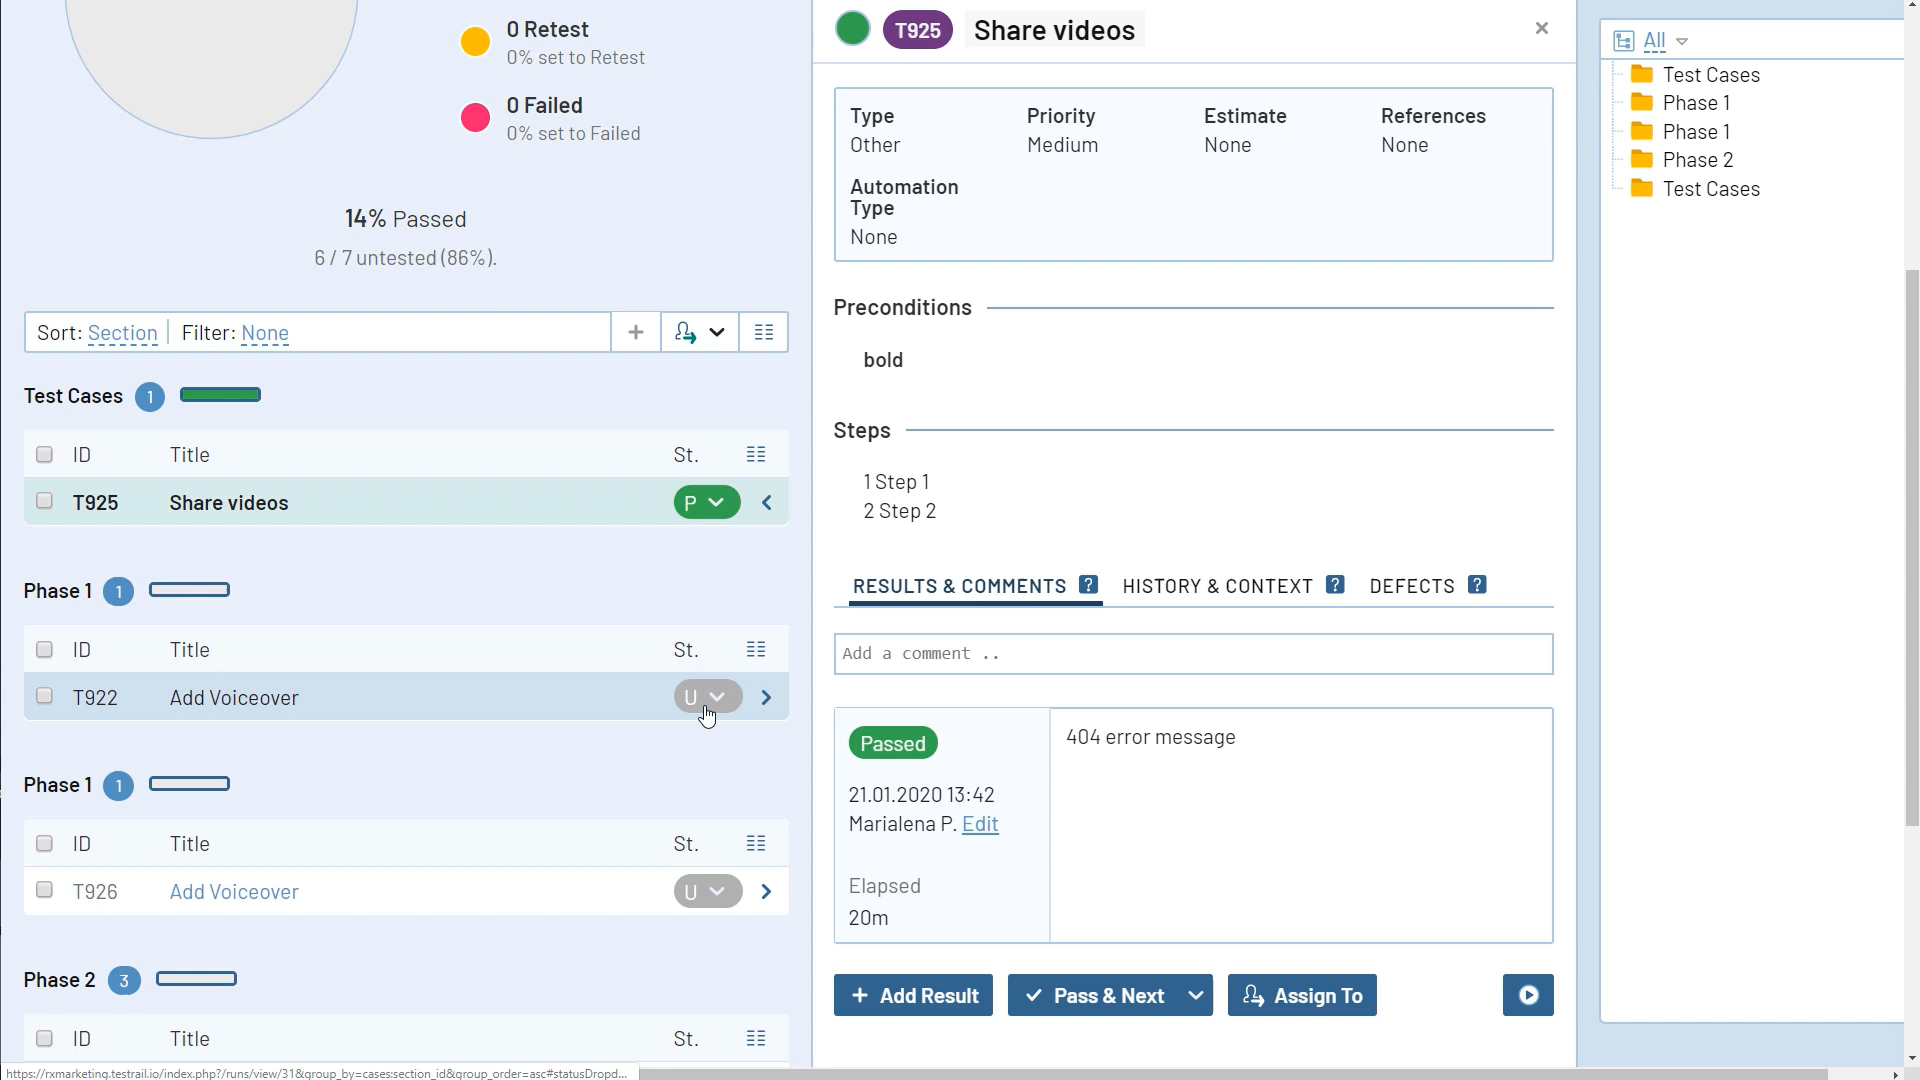 0 Retest
0% set to Retest
0 Failed
0% set to Failed
14% Passed
6 / 7 untested (86%).
Sort: Section Filter: None
Test Cases 1
ID Title St.
T925 Share videos P
Phase 1 1
ID Title St.
T922 Add Voiceover U
Phase 1 1
ID Title St.
T926 Add Voiceover U
Phase 2 3
ID Title St.
https://rxmarketing.testrail.io/index.php?/runs/view/31&group_by=cases:section_id&group_order=asc#statusDropd...
T925 Share videos
Type Priority Estimate References
Other Medium None None
Automation
Type
None
Preconditions
bold
Steps
1 Step 1
2 Step 2
RESULTS & COMMENTS ? HISTORY & CONTEXT ? DEFECTS ?
Add a comment ..
Passed
404 error message
21.01.2020 13:42
Marialena P. Edit
Elapsed
20m
+ Add Result Pass & Next Assign To
All
Test Cases
Phase 1
Phase 1
Phase 2
Test Cases